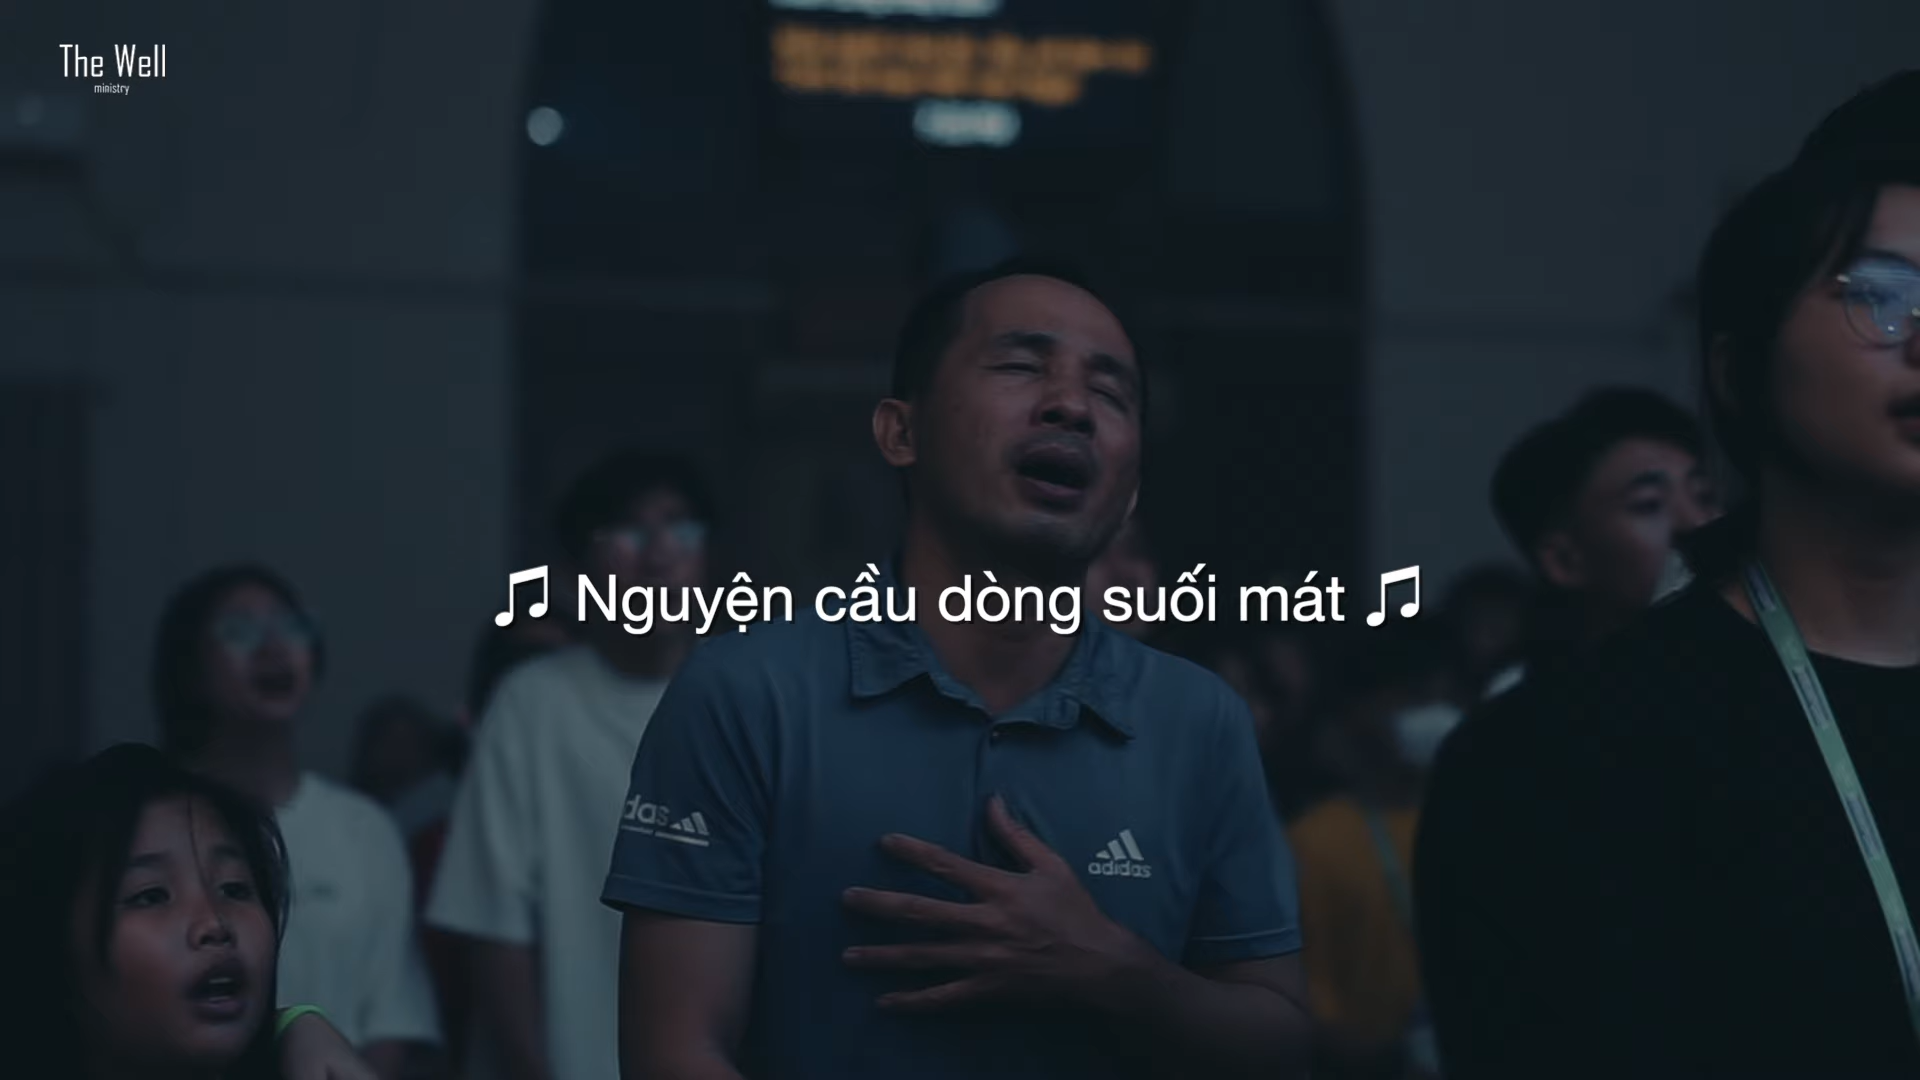 The Well
ministry
♫ Nguyện cầu dòng suối mát ♫
das
adidas